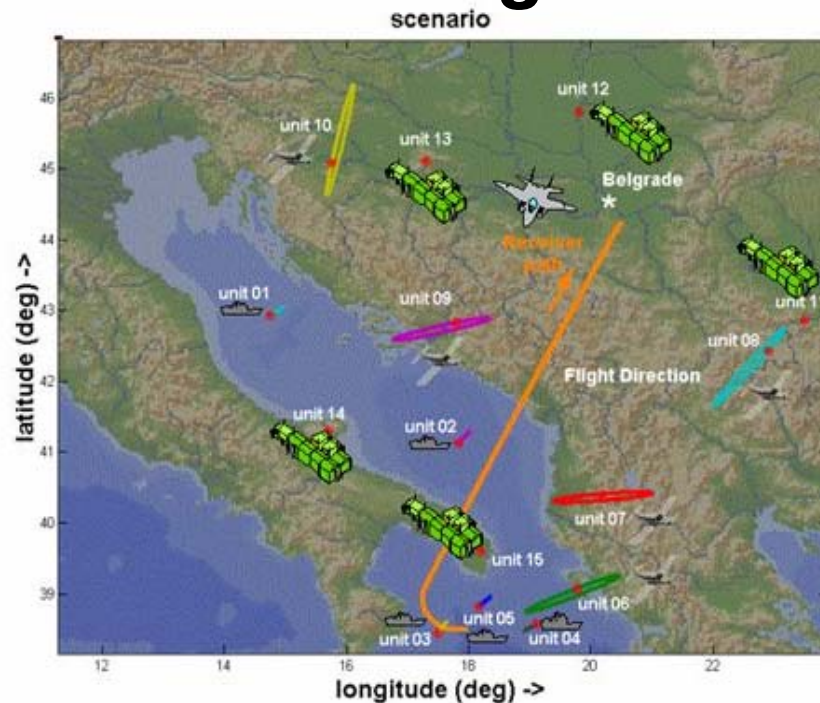 scenario
46
45
44
43
42
41
40
39
12
14
16
18
20
22
latitude (deg) ->
longitude (deg) ->
unit 12
unit 10
unit 13
Belgrade
Receiver
path
unit 01
unit 09
unit 08
Flight Direction
unit 14
unit 02
unit 07
unit 15
unit 06
unit 05
unit 03
unit 04